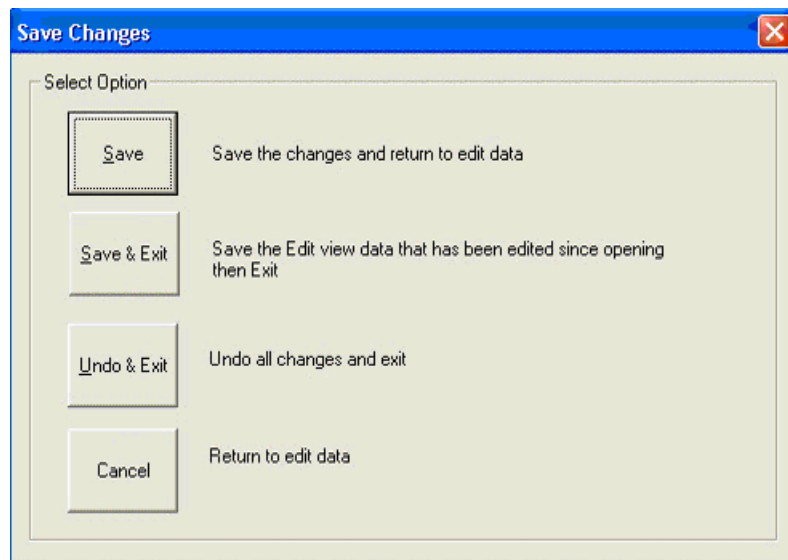 Save Changes
Select Option
Save
Save the changes and return to edit data
Save & Exit
Save the Edit view data that has been edited since opening
then Exit
Undo & Exit
Undo all changes and exit
Cancel
Return to edit data